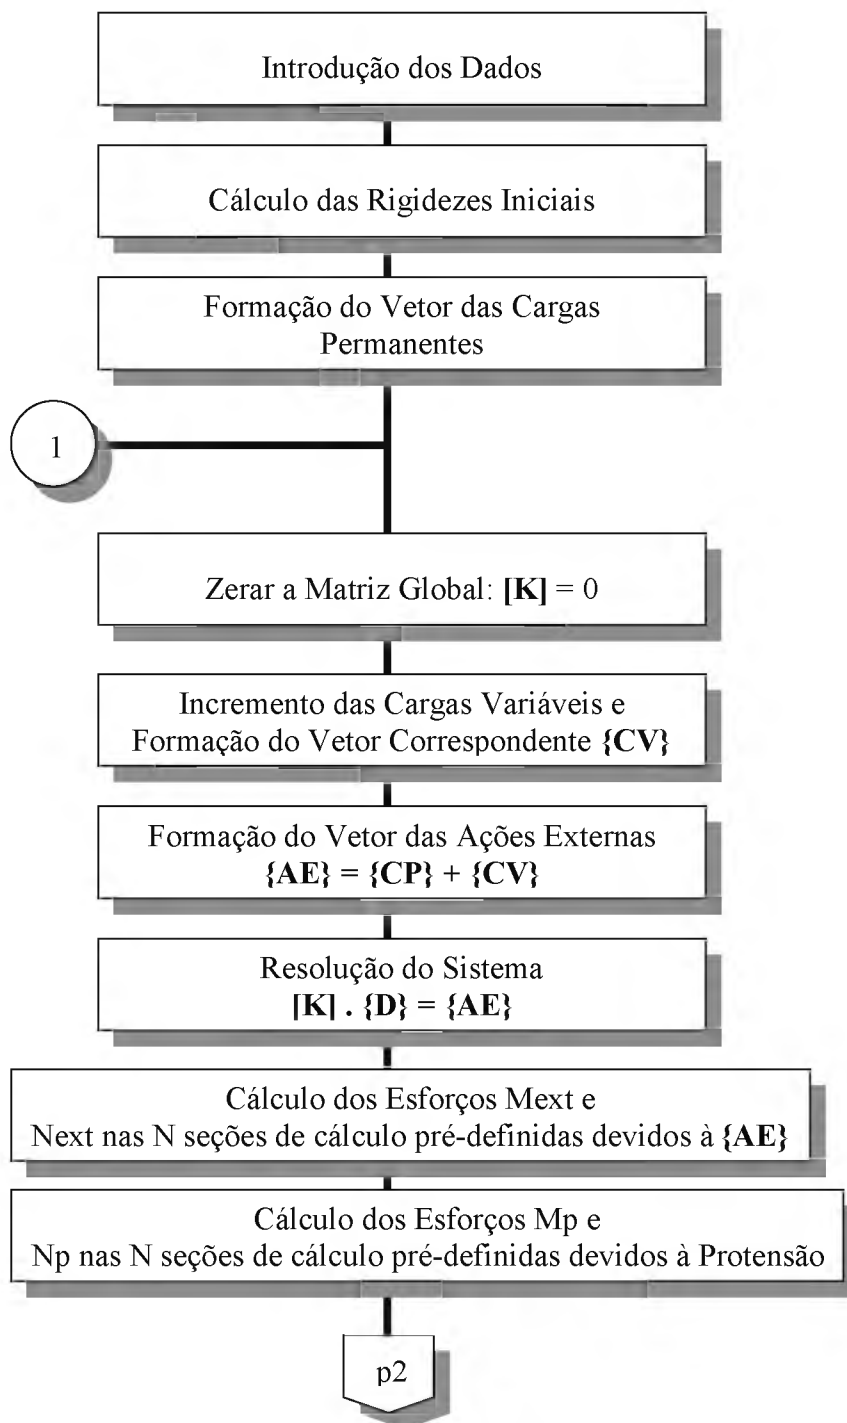 Introdução dos Dados
Cálculo das Rigidezes Iniciais
Formação do Vetor das Cargas
Permanentes
1
Zerar a Matriz Global: [K] = 0
Incremento das Cargas Variáveis e
Formação do Vetor Correspondente {CV}
Formação do Vetor das Ações Externas
{AE} = {CP} + {CV}
Resolução do Sistema
[K] . {D} = {AE}
Cálculo dos Esforços Mext e
Next nas N seções de cálculo pré-definidas devidos à {AE}
Cálculo dos Esforços Mp e
Np nas N seções de cálculo pré-definidas devidos à Protensão
p2